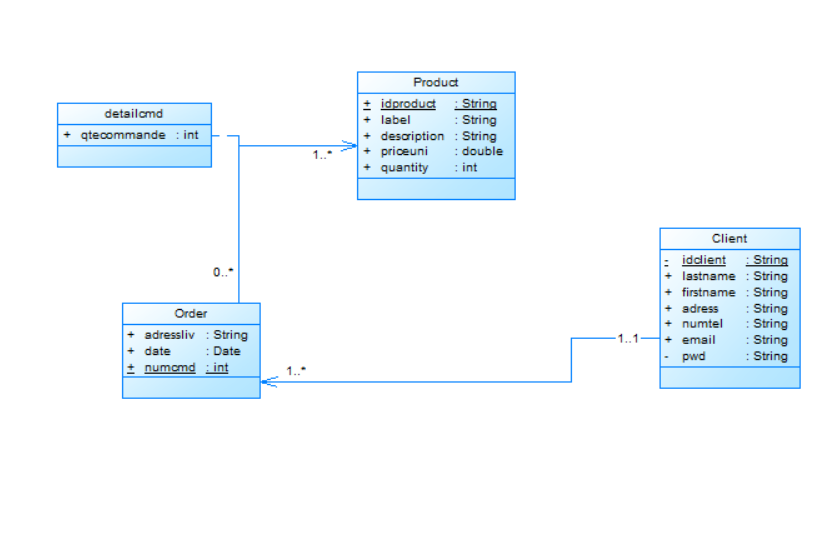 Product
+ idproduct : String
+ label : String
+ description : String
+ priceuni : double
+ quantity : int
detailcmd
+ qtecommande : int
1..*
0..*
Client
- idclient : String
+ lastname : String
+ firstname : String
+ adress : String
+ numtel : String
+ email : String
- pwd : String
1..1
Order
+ adressliv : String
+ date : Date
+ numcmd : int
1..*